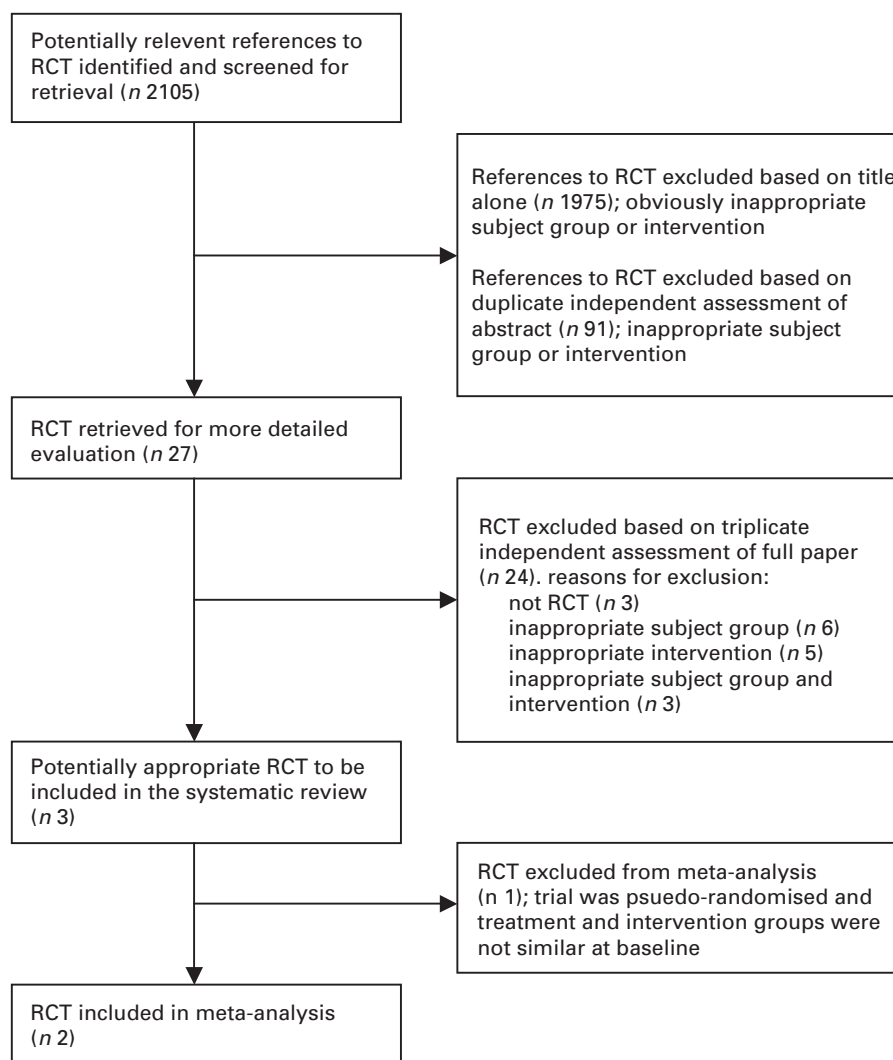 Potentially relevent references to
RCT identified and screened for
retrieval (n 2105)
References to RCT excluded based on title
alone (n 1975); obviously inappropriate
subject group or intervention
References to RCT excluded based on
duplicate independent assessment of
abstract (n 91); inappropriate subject
group or intervention
RCT retrieved for more detailed
evaluation (n 27)
RCT excluded based on triplicate
independent assessment of full paper
(n 24). reasons for exclusion:
not RCT (n 3)
inappropriate subject group (n 6)
inappropriate intervention (n 5)
inappropriate subject group and
intervention (n 3)
Potentially appropriate RCT to be
included in the systematic review
(n 3)
RCT excluded from meta-analysis
(n 1); trial was psuedo-randomised and
treatment and intervention groups were
not similar at baseline
RCT included in meta-analysis
(n 2)